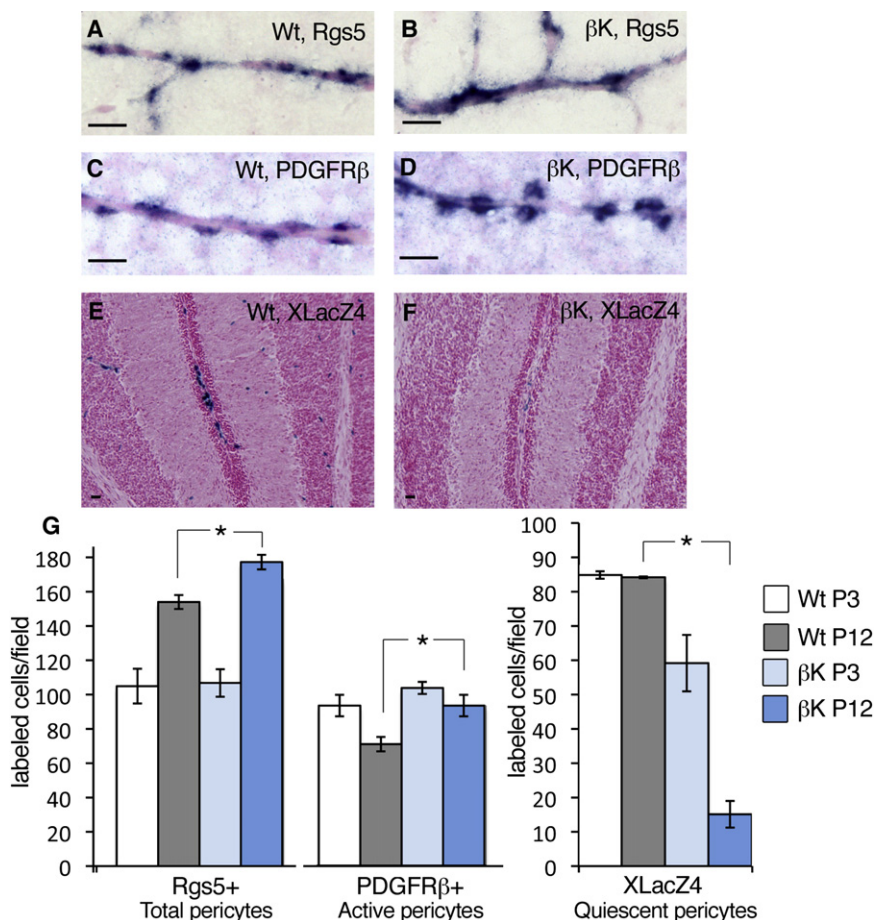 A Wt, Rgs5
B βK, Rgs5
C Wt, PDGFRβ
D βK, PDGFRβ
E Wt, XLacZ4
F βK, XLacZ4
G
labeled cells/field
180
160
140
120
100
80
60
40
20
0
*
*
Rgs5+
Total pericytes
PDGFRβ+
Active pericytes
labeled cells/field
100
90
80
70
60
50
40
30
20
10
0
*
XLacZ4
Quiescent pericytes
Wt P3
Wt P12
βK P3
βK P12